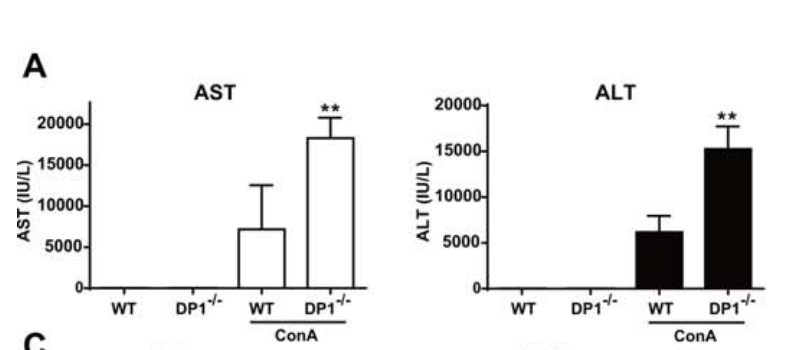 A
AST
ALT
**
**
AST (IU/L)
20000
15000
10000
5000
0
ALT (IU/L)
20000
15000
10000
5000
0
WT DP1-/- WT DP1-/-
WT DP1-/- WT DP1-/-
ConA
ConA
C